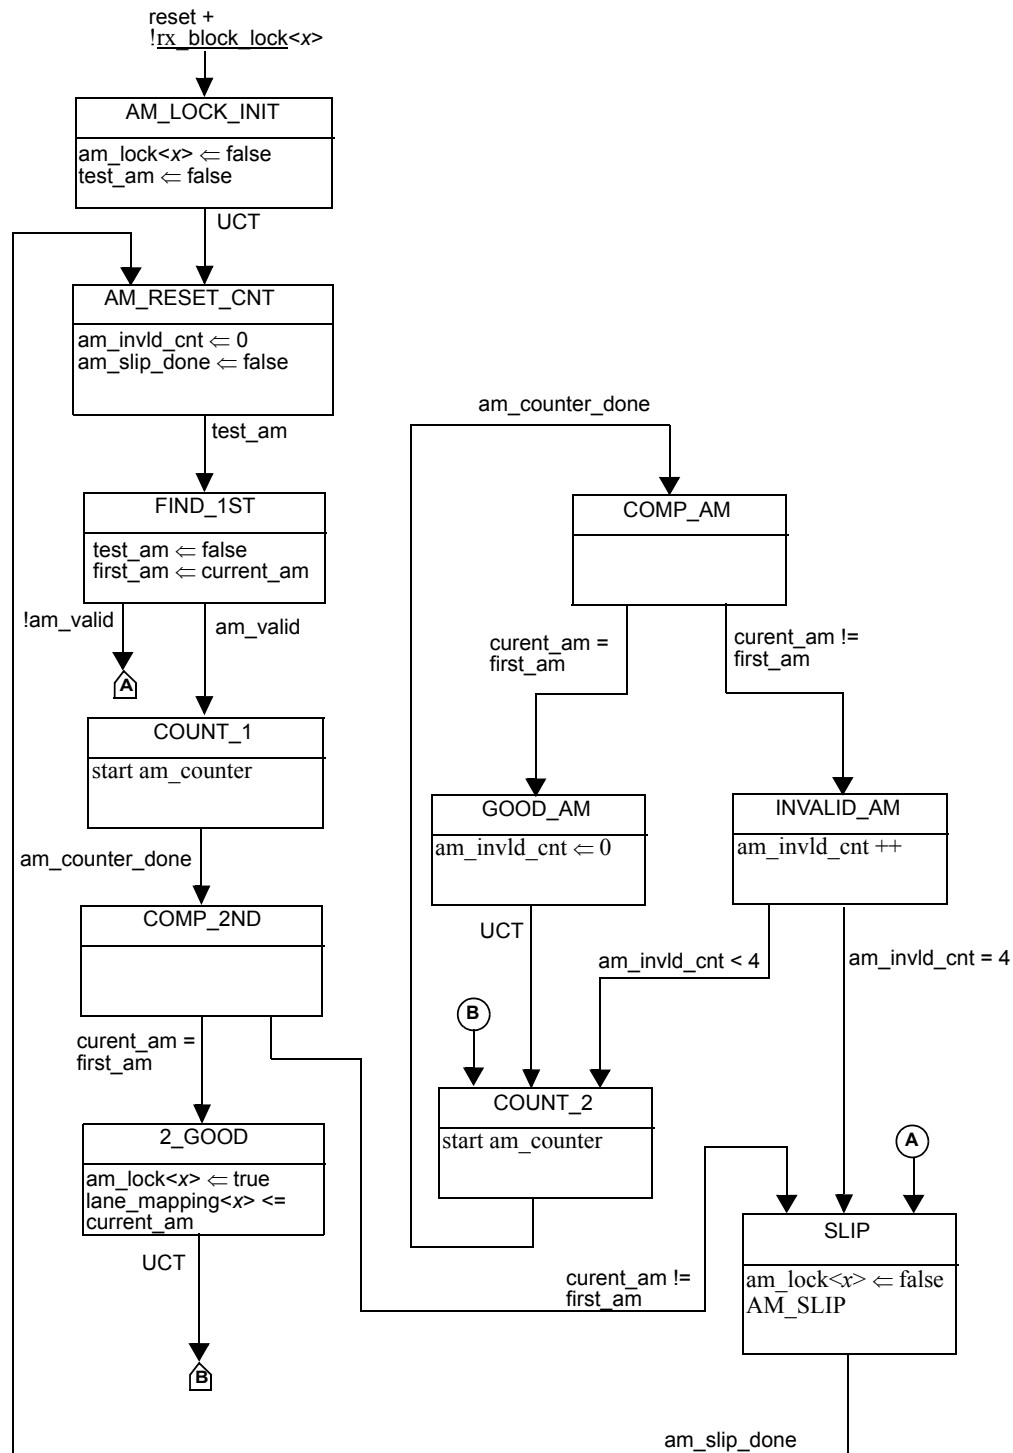 reset +
!rx_block_lock<x>
AM_LOCK_INIT
am_lock<x> ⇐ false
test_am ⇐ false
UCT
AM_RESET_CNT
am_invld_cnt ⇐ 0
am_slip_done ⇐ false
test_am
FIND_1ST
test_am ⇐ false
first_am ⇐ current_am
!am_valid
am_valid
A
COUNT_1
start am_counter
am_counter_done
COMP_2ND
curent_am =
first_am
2_GOOD
am_lock<x> ⇐ true
lane_mapping<x> <=
current_am
UCT
B
am_counter_done
COMP_AM
curent_am =
first_am
curent_am !=
first_am
GOOD_AM
am_invld_cnt ⇐ 0
INVALID_AM
am_invld_cnt ++
UCT
am_invld_cnt < 4
am_invld_cnt = 4
B
COUNT_2
start am_counter
A
curent_am !=
first_am
SLIP
am_lock<x> ⇐ false
AM_SLIP
am_slip_done